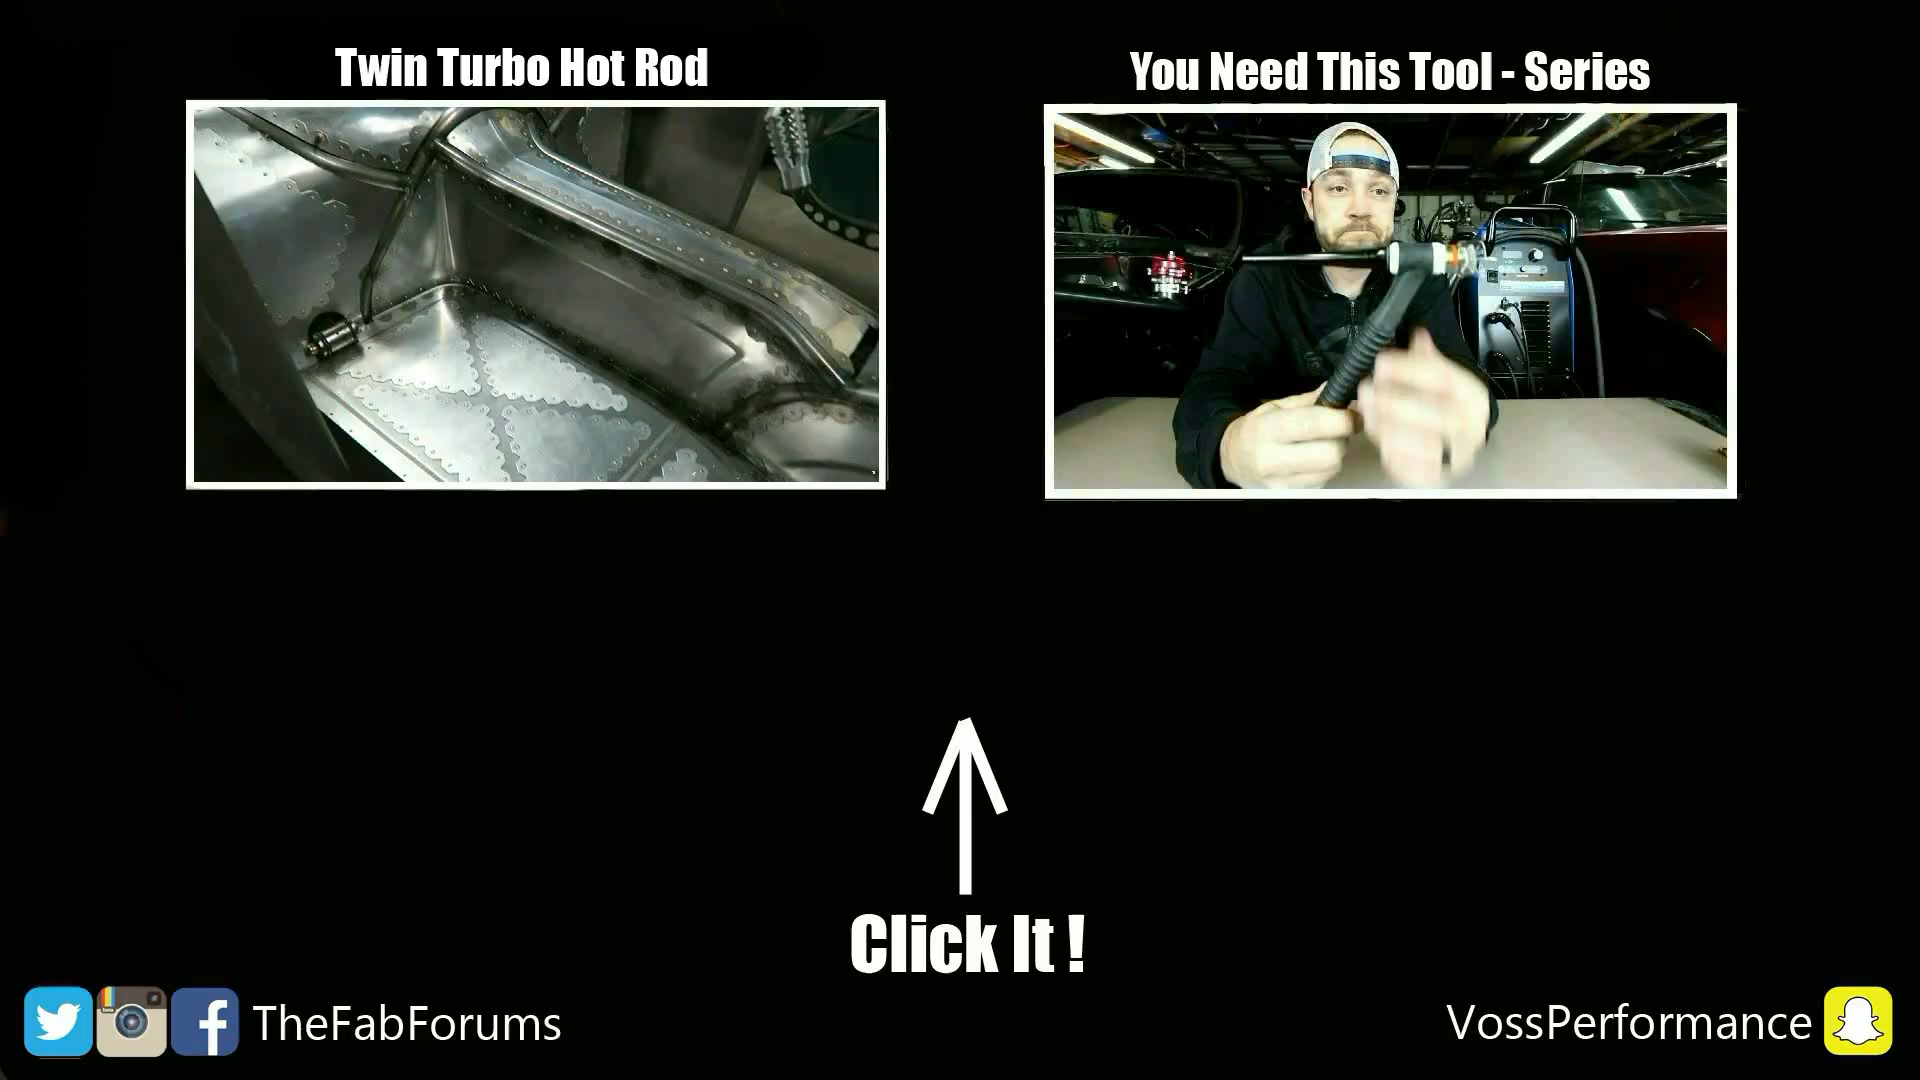 Twin Turbo Hot Rod
You Need This Tool - Series
Click It !
TheFabForums
VossPerformance